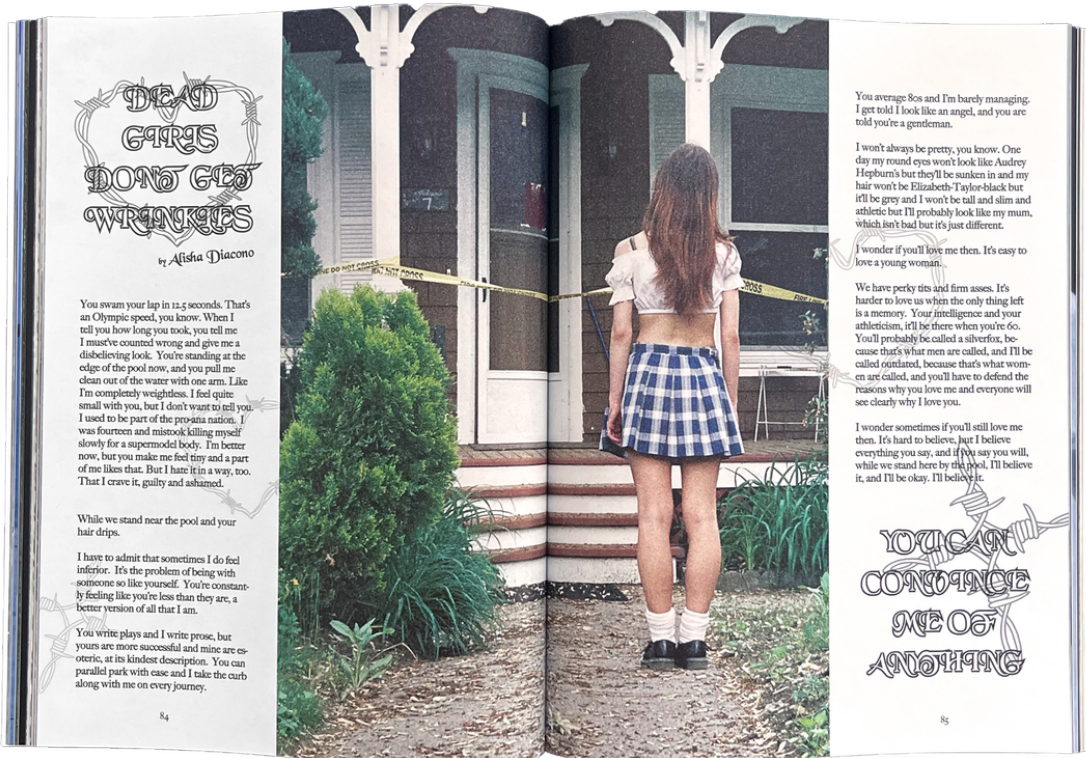 DEAD
GIRLS
DON'T GET
WRINKLES
by Alisha Diacono
You swam your lap in 12.5 seconds. That's
an Olympic speed, you know. When I
tell you how long you took, you tell me
I must've counted wrong and give me a
disbelieving look. You're standing at the
edge of the pool now, and you pull me
clean out of the water with one arm. Like
I'm completely weightless. I feel quite
small with you, but I don't want to tell you.
I used to be part of the pro-ana nation. I
was fourteen and mistook killing myself
slowly for a supermodel body. I'm better
now, but you make me feel tiny and a part
of me likes that. But I hate it in a way, too.
That I crave it, guilty and ashamed.
While we stand near the pool and your
hair drips.
I have to admit that sometimes I do feel
inferior. It's the problem of being with
someone so like yourself. You're constant-
ly feeling like you're less than they are, a
better version of all that I am.
You write plays and I write prose, but
yours are more successful and mine are es-
oteric, at its kindest description. You can
parallel park with ease and I take the curb
along with me on every journey.
84
7
DO NOT CROSS
NOT CROSS
CROSS
FIRE LINE
You average 80s and I'm barely managing.
I get told I look like an angel, and you are
told you're a gentleman.
I won't always be pretty, you know. One
day my round eyes won't look like Audrey
Hepburn's but they'll be sunken in and my
hair won't be Elizabeth-Taylor-black but
it'll be grey and I won't be tall and slim and
athletic but I'll probably look like my mum,
which isn't bad but it's just different.
I wonder if you'll love me then. It's easy to
love a young woman.
We have perky tits and firm asses. It's
harder to love us when the only thing left
is a memory. Your intelligence and your
athleticism, it'll be there when you're 60.
You'll probably be called a silverfox, be-
cause that's what men are called, and I'll be
called outdated, because that's what wom-
en are called, and you'll have to defend the
reasons why you love me and everyone will
see clearly why I love you.
I wonder sometimes if you'll still love me
then. It's hard to believe, but I believe
everything you say, and if you say you will,
while we stand here by the pool, I'll believe
it, and I'll be okay. I'll believe it.
YOU CAN
CONVINCE
ME OF
ANYTHING
85